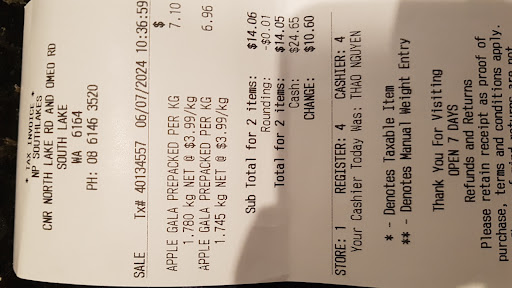 * TAX INVOICE *
NP SOUTHLAKES
CNR NORTH LAKE RD AND OMEO RD
SOUTH LAKE
WA 6164
PH: 08 6146 3520
SALE Tx# 40134557 06/07/2024 10:36:59
$
APPLE GALA PREPACKED PER KG 7.10
1.780 kg NET @ $3.99/kg
APPLE GALA PREPACKED PER KG 6.96
1.745 kg NET @ $3.99/kg
Sub Total for 2 items: $14.06
Rounding: -$0.01
Total for 2 items: $14.05
Cash: $24.65
CHANGE: $10.60
STORE: 1 REGISTER: 4 CASHIER: 4
Your Cashier Today Was: THAO NGUYEN
* - Denotes Taxable Item
** - Denotes Manual Weight Entry
Thank You For Visiting
OPEN 7 DAYS
Refunds and Returns
Please retain receipt as proof of
purchase, terms and conditions apply.